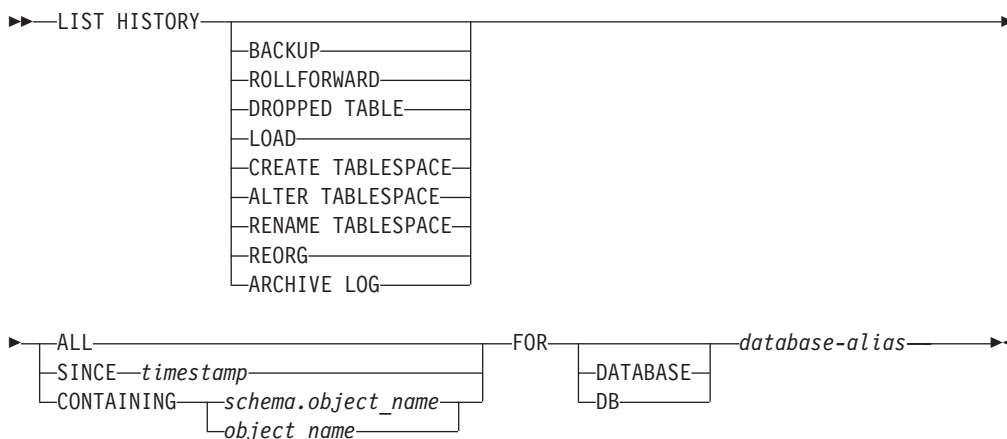 LIST HISTORY
BACKUP
ROLLFORWARD
DROPPED TABLE
LOAD
CREATE TABLESPACE
ALTER TABLESPACE
RENAME TABLESPACE
REORG
ARCHIVE LOG
ALL FOR database-alias
SINCE timestamp DATABASE
CONTAINING schema.object_name DB
object_name